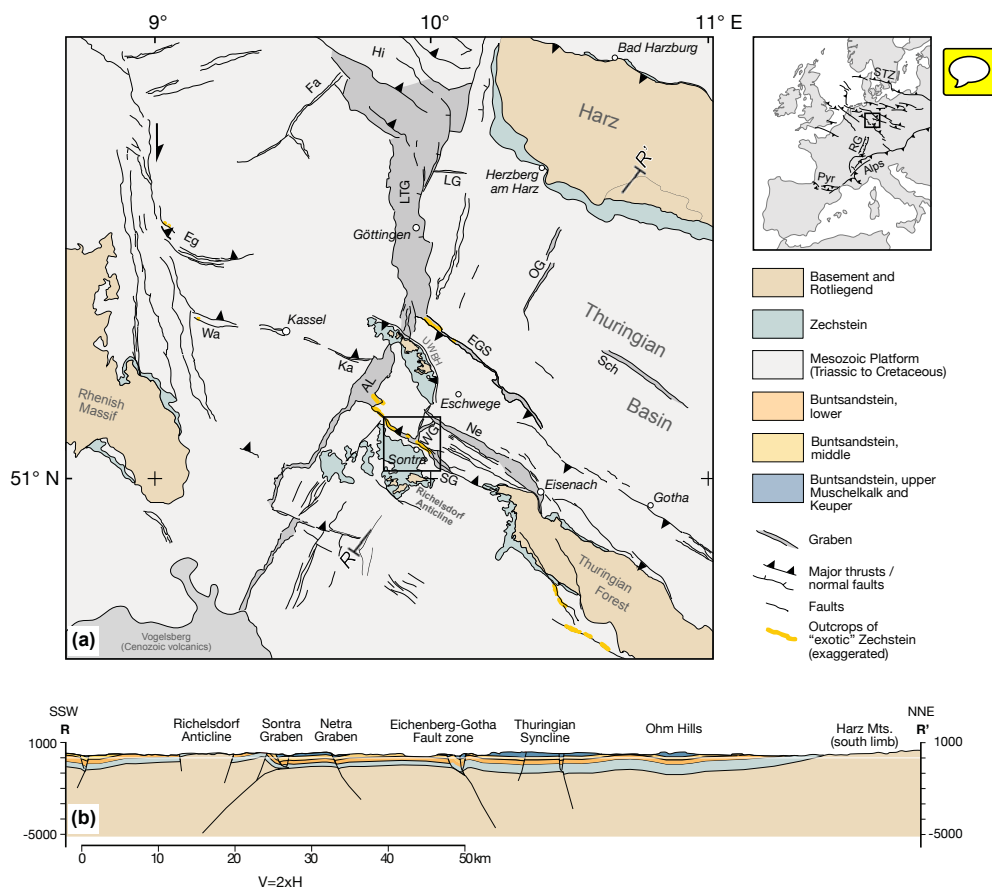 9°
10°
11° E
Hi
Bad Harzburg
Fa
Harz
R'
LTG
LG
Herzberg
am Harz
Göttingen
Eg
OG
Thuringian
Basin
Wa
Kassel
EGS
UWBH
Sch
Ka
AL
Eschwege
Rhenish
Massif
Ne
WG
Sontra
51° N
SG
Eisenach
Gotha
Richelsdorf
Anticline
R
Thuringian
Forest
Vogelsberg
(Cenozoic volcanics)
(a)
STZ
RG
Alps
Pyr
Basement and
Rotliegend
Zechstein
Mesozoic Platform
(Triassic to Cretaceous)
Buntsandstein,
lower
Buntsandstein,
middle
Buntsandstein, upper
Muschelkalk and
Keuper
Graben
Major thrusts /
normal faults
Faults
Outcrops of
"exotic" Zechstein
(exaggerated)
SSW
R
Richelsdorf
Anticline
Sontra
Graben
Netra
Graben
Eichenberg-Gotha
Fault zone
Thuringian
Syncline
Ohm Hills
Harz Mts.
(south limb)
NNE
R'
1000
1000
-5000
-5000
(b)
0
10
20
30
40
50km
V=2xH